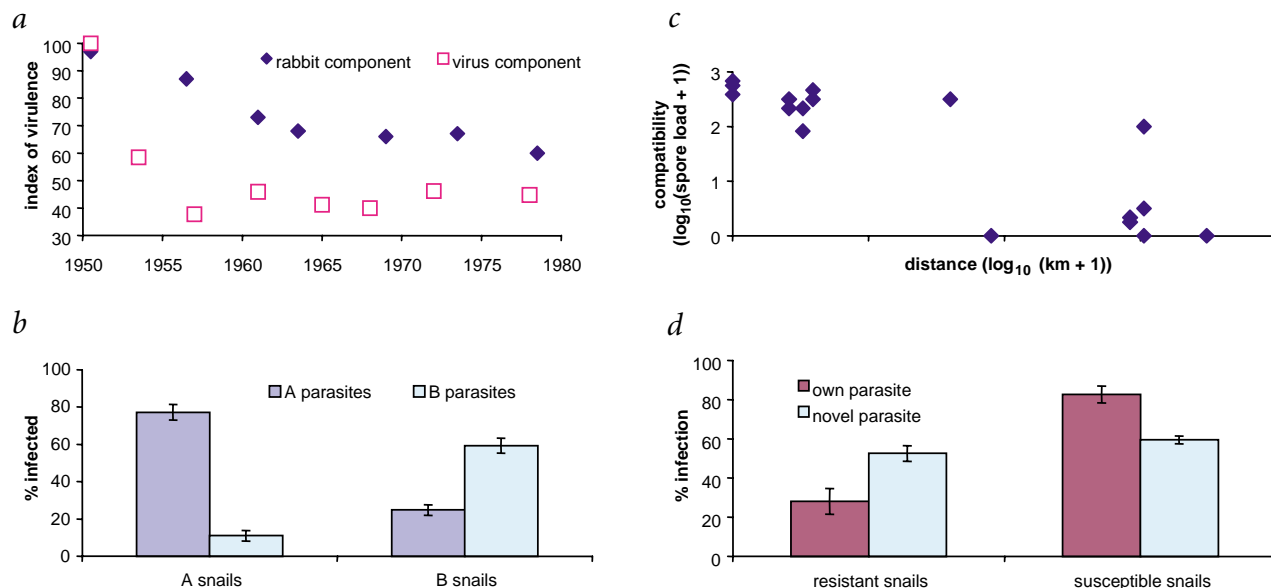 a
index of virulence
100
90
80
70
60
50
40
30
rabbit component
virus component
1950
1955
1960
1965
1970
1975
1980
b
% infected
100
80
60
40
20
0
A parasites
B parasites
A snails
B snails
c
compatibility
(log10(spore load + 1))
3
2
1
0
distance (log10 (km + 1))
d
% infection
100
80
60
40
20
0
own parasite
novel parasite
resistant snails
susceptible snails